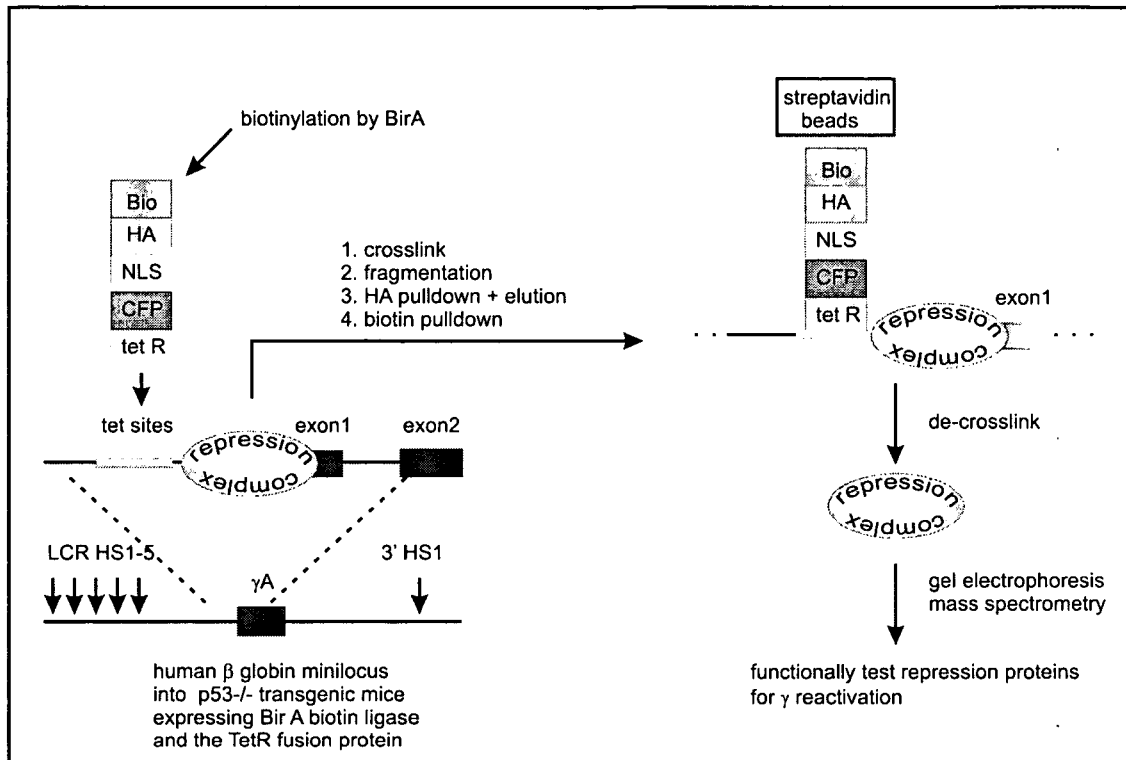 biotinylation by BirA
Bio
HA
NLS
CFP
tet R
tet sites
repression
complex
exon1
exon2
LCR HS1-5
γA
3' HS1
human β globin minilocus
into p53-/- transgenic mice
expressing Bir A biotin ligase
and the TetR fusion protein
1. crosslink
2. fragmentation
3. HA pulldown + elution
4. biotin pulldown
streptavidin
beads
Bio
HA
NLS
CFP
tet R
repression
complex
exon1
de-crosslink
repression
complex
gel electrophoresis
mass spectrometry
functionally test repression proteins
for γ reactivation